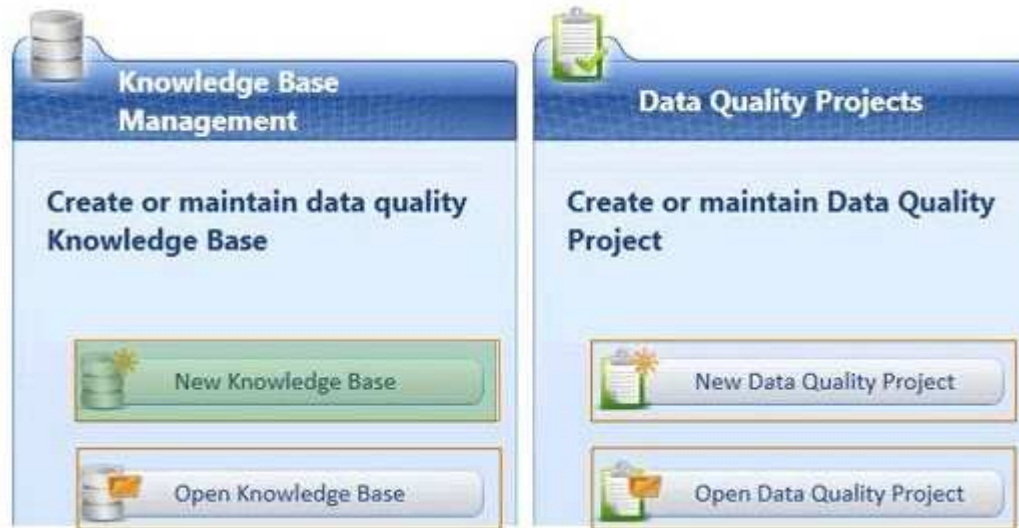 Knowledge Base
Management
Create or maintain data quality
Knowledge Base
New Knowledge Base
Open Knowledge Base
Data Quality Projects
Create or maintain Data Quality
Project
New Data Quality Project
Open Data Quality Project